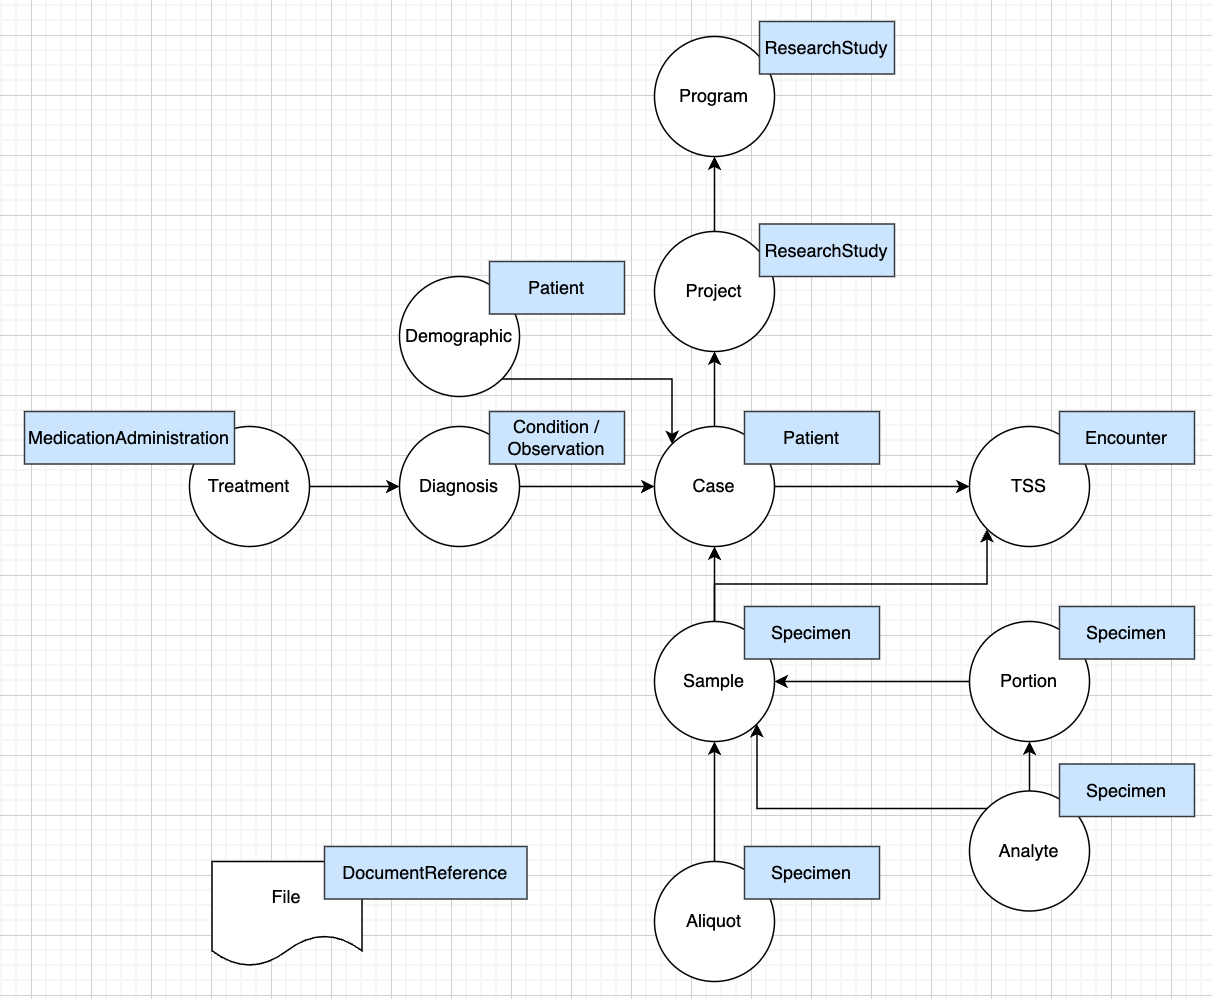 ResearchStudy
Program
ResearchStudy
Project
Patient
Demographic
MedicationAdministration
Treatment
Condition /
Observation
Diagnosis
Patient
Case
Encounter
TSS
Specimen
Sample
Specimen
Portion
Specimen
Analyte
DocumentReference
File
Specimen
Aliquot